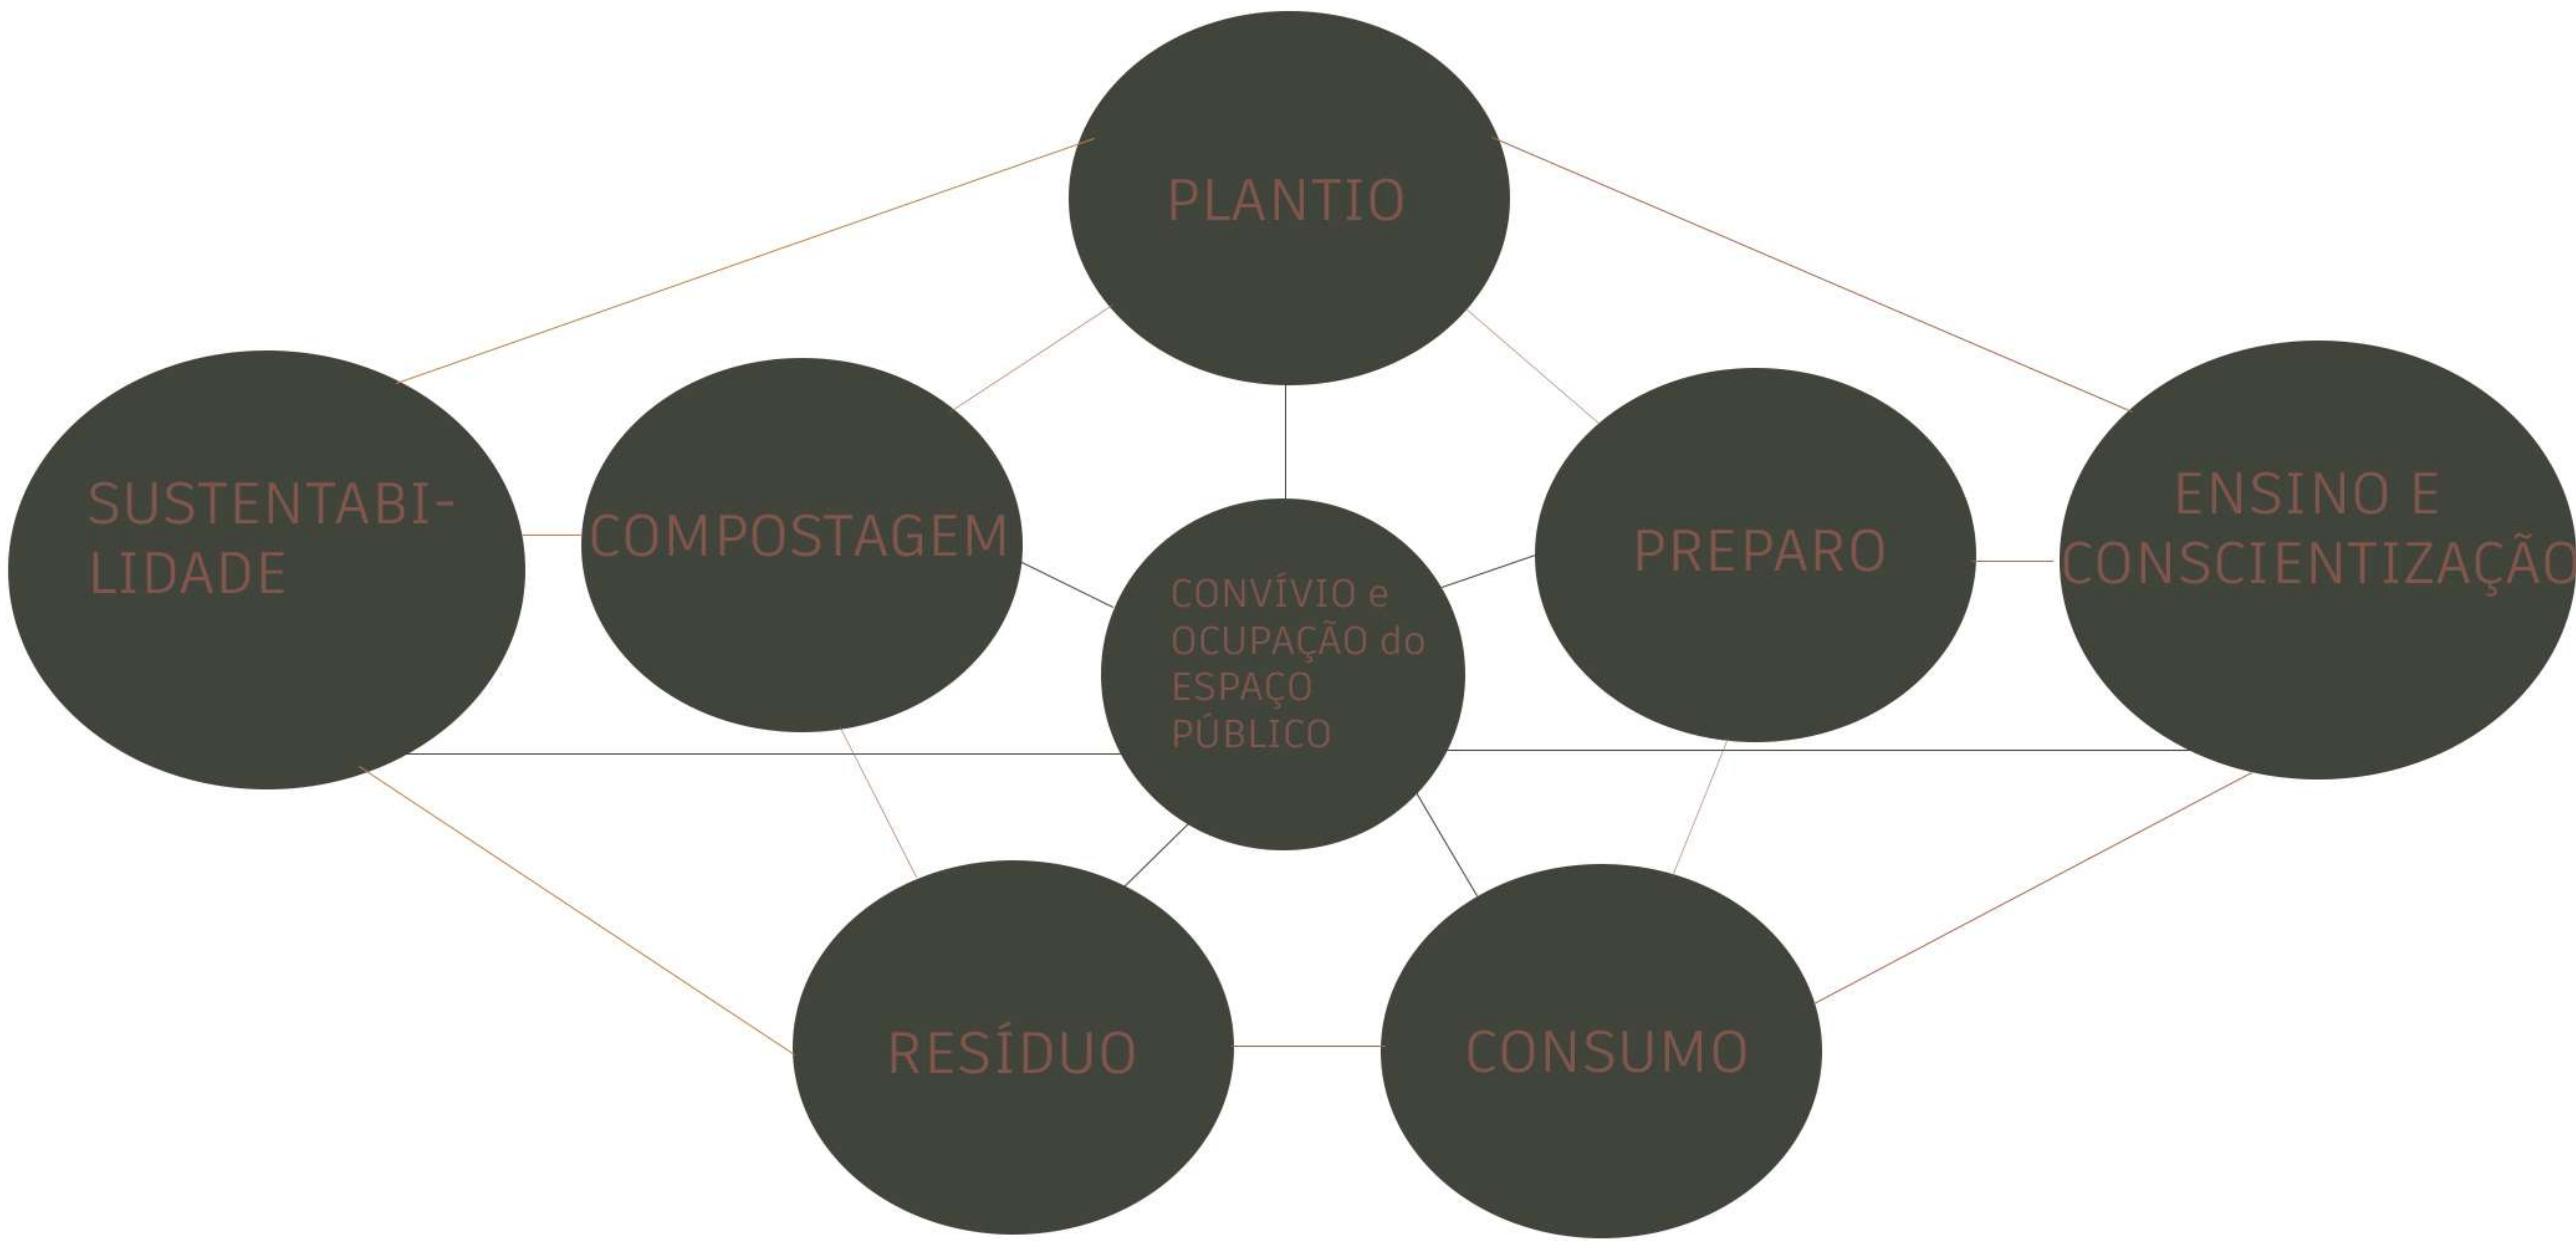 PLANTIO
SUSTENTABI-
LIDADE
COMPOSTAGEM
CONVÍVIO e
OCUPAÇÃO do
ESPAÇO
PÚBLICO
PREPARO
ENSINO E
CONSCIENTIZAÇÃO
RESÍDUO
CONSUMO